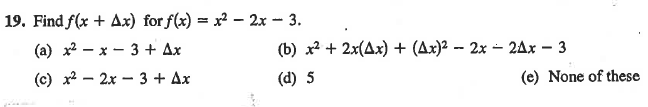 19. Find f(x + Δx) for f(x) = x² − 2x − 3.
(a) x² − x − 3 + Δx (b) x² + 2x(Δx) + (Δx)² − 2x − 2Δx − 3
(c) x² − 2x − 3 + Δx (d) 5 (e) None of these